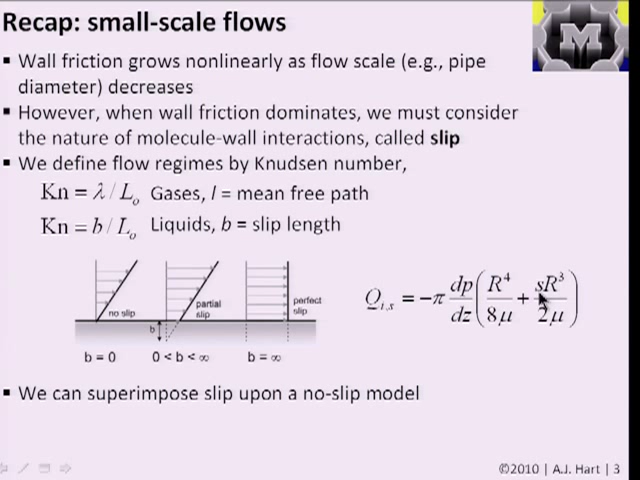 Recap: small-scale flows
M
▪ Wall friction grows nonlinearly as flow scale (e.g., pipe
diameter) decreases
▪ However, when wall friction dominates, we must consider
the nature of molecule-wall interactions, called slip
▪ We define flow regimes by Knudsen number,
Kn = λ / Lₒ Gases, l = mean free path
Kn = b / Lₒ Liquids, b = slip length
no slip
partial
slip
perfect
slip
b
b = 0 0 < b < ∞ b = ∞
Q_{t,s} = −π dp/dz (R⁴/8μ + sR³/2μ)
▪ We can superimpose slip upon a no-slip model
©2010 | A.J. Hart | 3